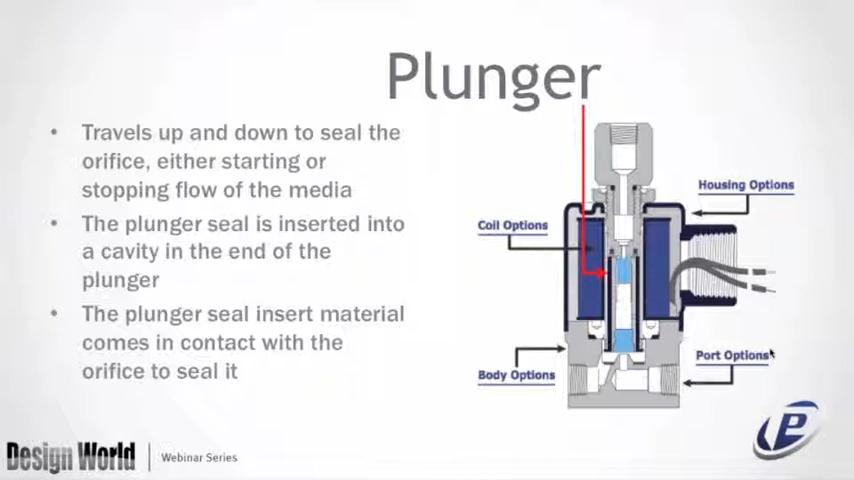 Plunger
• Travels up and down to seal the
orifice, either starting or
stopping flow of the media
• The plunger seal is inserted into
a cavity in the end of the
plunger
• The plunger seal insert material
comes in contact with the
orifice to seal it
Housing Options
Coil Options
Port Options
Body Options
Design World
Webinar Series
P